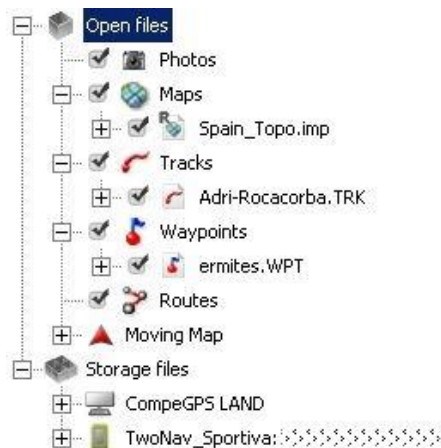 Open files
Photos
Maps
Spain_Topo.imp
Tracks
Adri-Rocacorba.TRK
Waypoints
ermites.WPT
Routes
Moving Map
Storage files
CompeGPS LAND
TwoNav_Sportiva: